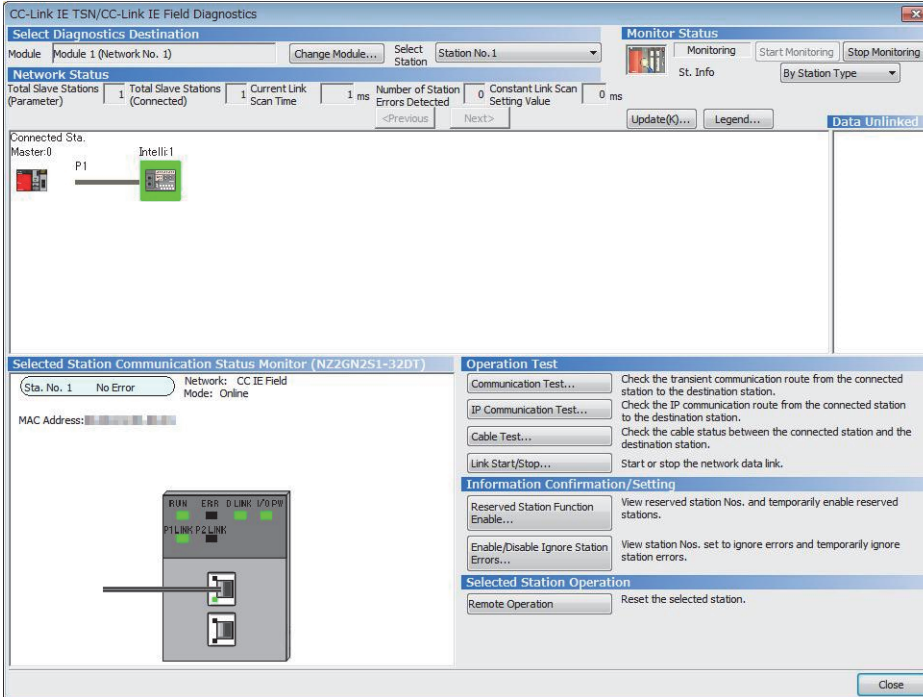 CC-Link IE TSN/CC-Link IE Field Diagnostics
Select Diagnostics Destination
Module Module 1 (Network No. 1) Change Module... Select Station Station No.1
Monitor Status
Monitoring Start Monitoring Stop Monitoring
St. Info By Station Type
Network Status
Total Slave Stations (Parameter) 1 Total Slave Stations (Connected) 1 Current Link Scan Time 1 ms Number of Station Errors Detected 0 Constant Link Scan Setting Value 0 ms
<Previous Next> Update(K)... Legend...
Data Unlinked
Connected Sta.
Master:0 Intelli:1
P1
Selected Station Communication Status Monitor (NZ2GN2S1-32DT)
Sta. No. 1 No Error
Network: CC IE Field
Mode: Online
MAC Address:
RUN ERR D LINK I/O PW
P1 LINK P2 LINK
Operation Test
Communication Test... Check the transient communication route from the connected
station to the destination station.
IP Communication Test... Check the IP communication route from the connected station
to the destination station.
Cable Test... Check the cable status between the connected station and the
destination station.
Link Start/Stop... Start or stop the network data link.
Information Confirmation/Setting
Reserved Station Function Enable... View reserved station Nos. and temporarily enable reserved
stations.
Enable/Disable Ignore Station Errors... View station Nos. set to ignore errors and temporarily ignore
station errors.
Selected Station Operation
Remote Operation Reset the selected station.
Close